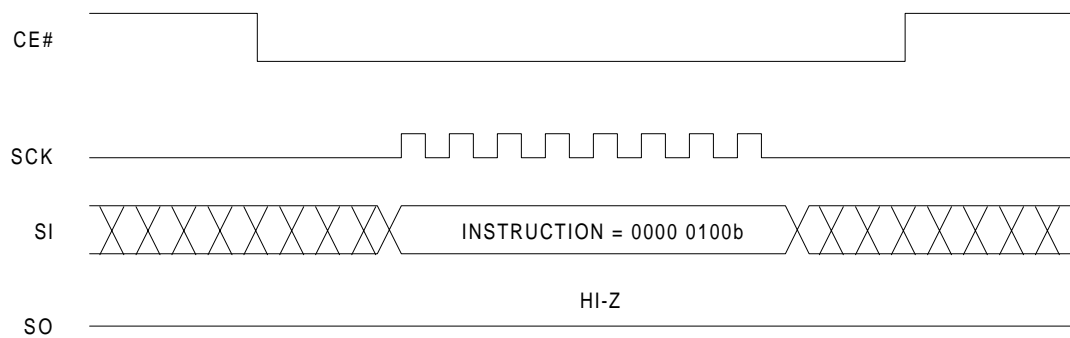 CE#
SCK
SI
INSTRUCTION = 0000 0100b
HI-Z
SO